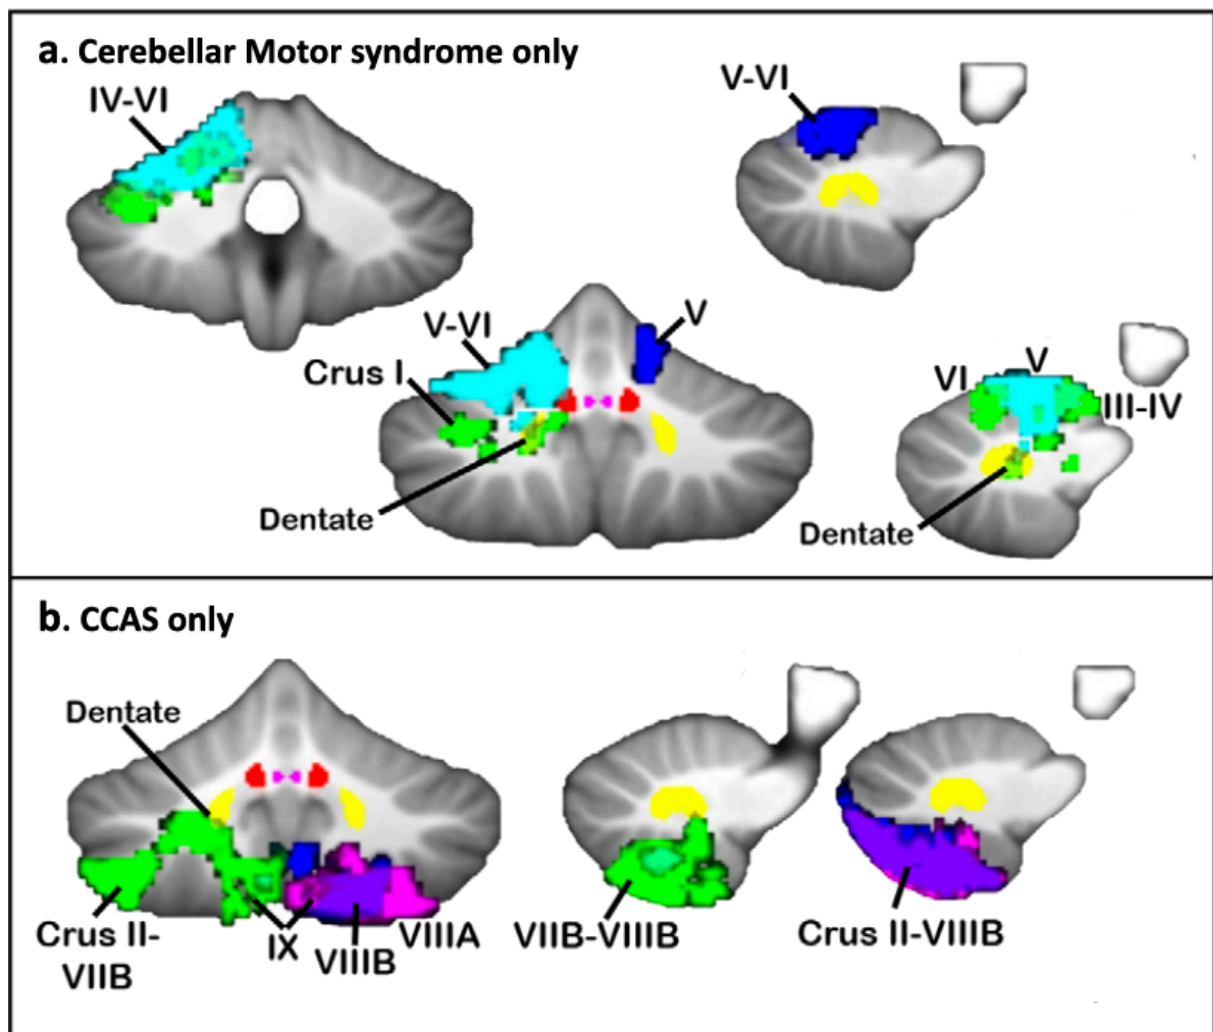 a. Cerebellar Motor syndrome only
IV-VI
V-VI
V-VI
V
Crus I
Dentate
VI
V
III-IV
Dentate
b. CCAS only
Dentate
Crus II-
VIIB
IX
VIIIB
VIIIA
VIIB-VIIIB
Crus II-VIIIB